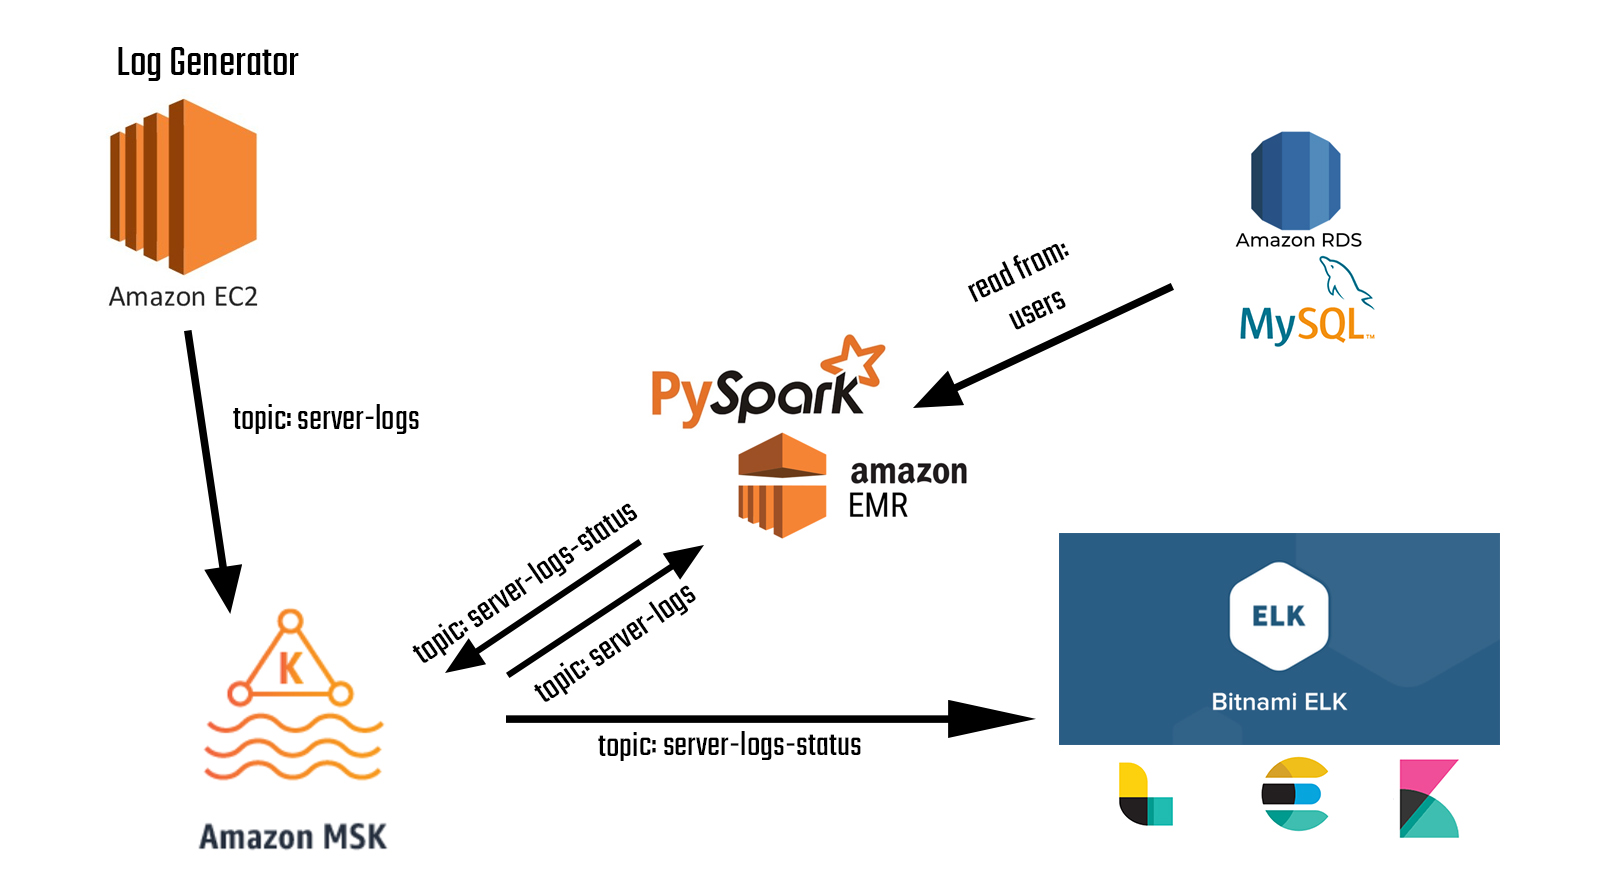 Log Generator
Amazon EC2
topic: server-logs
Amazon RDS
MySQL™
read from:
users
PySpark
amazon
EMR
topic: server-logs-status
topic: server-logs
K
Amazon MSK
topic: server-logs-status
ELK
Bitnami ELK